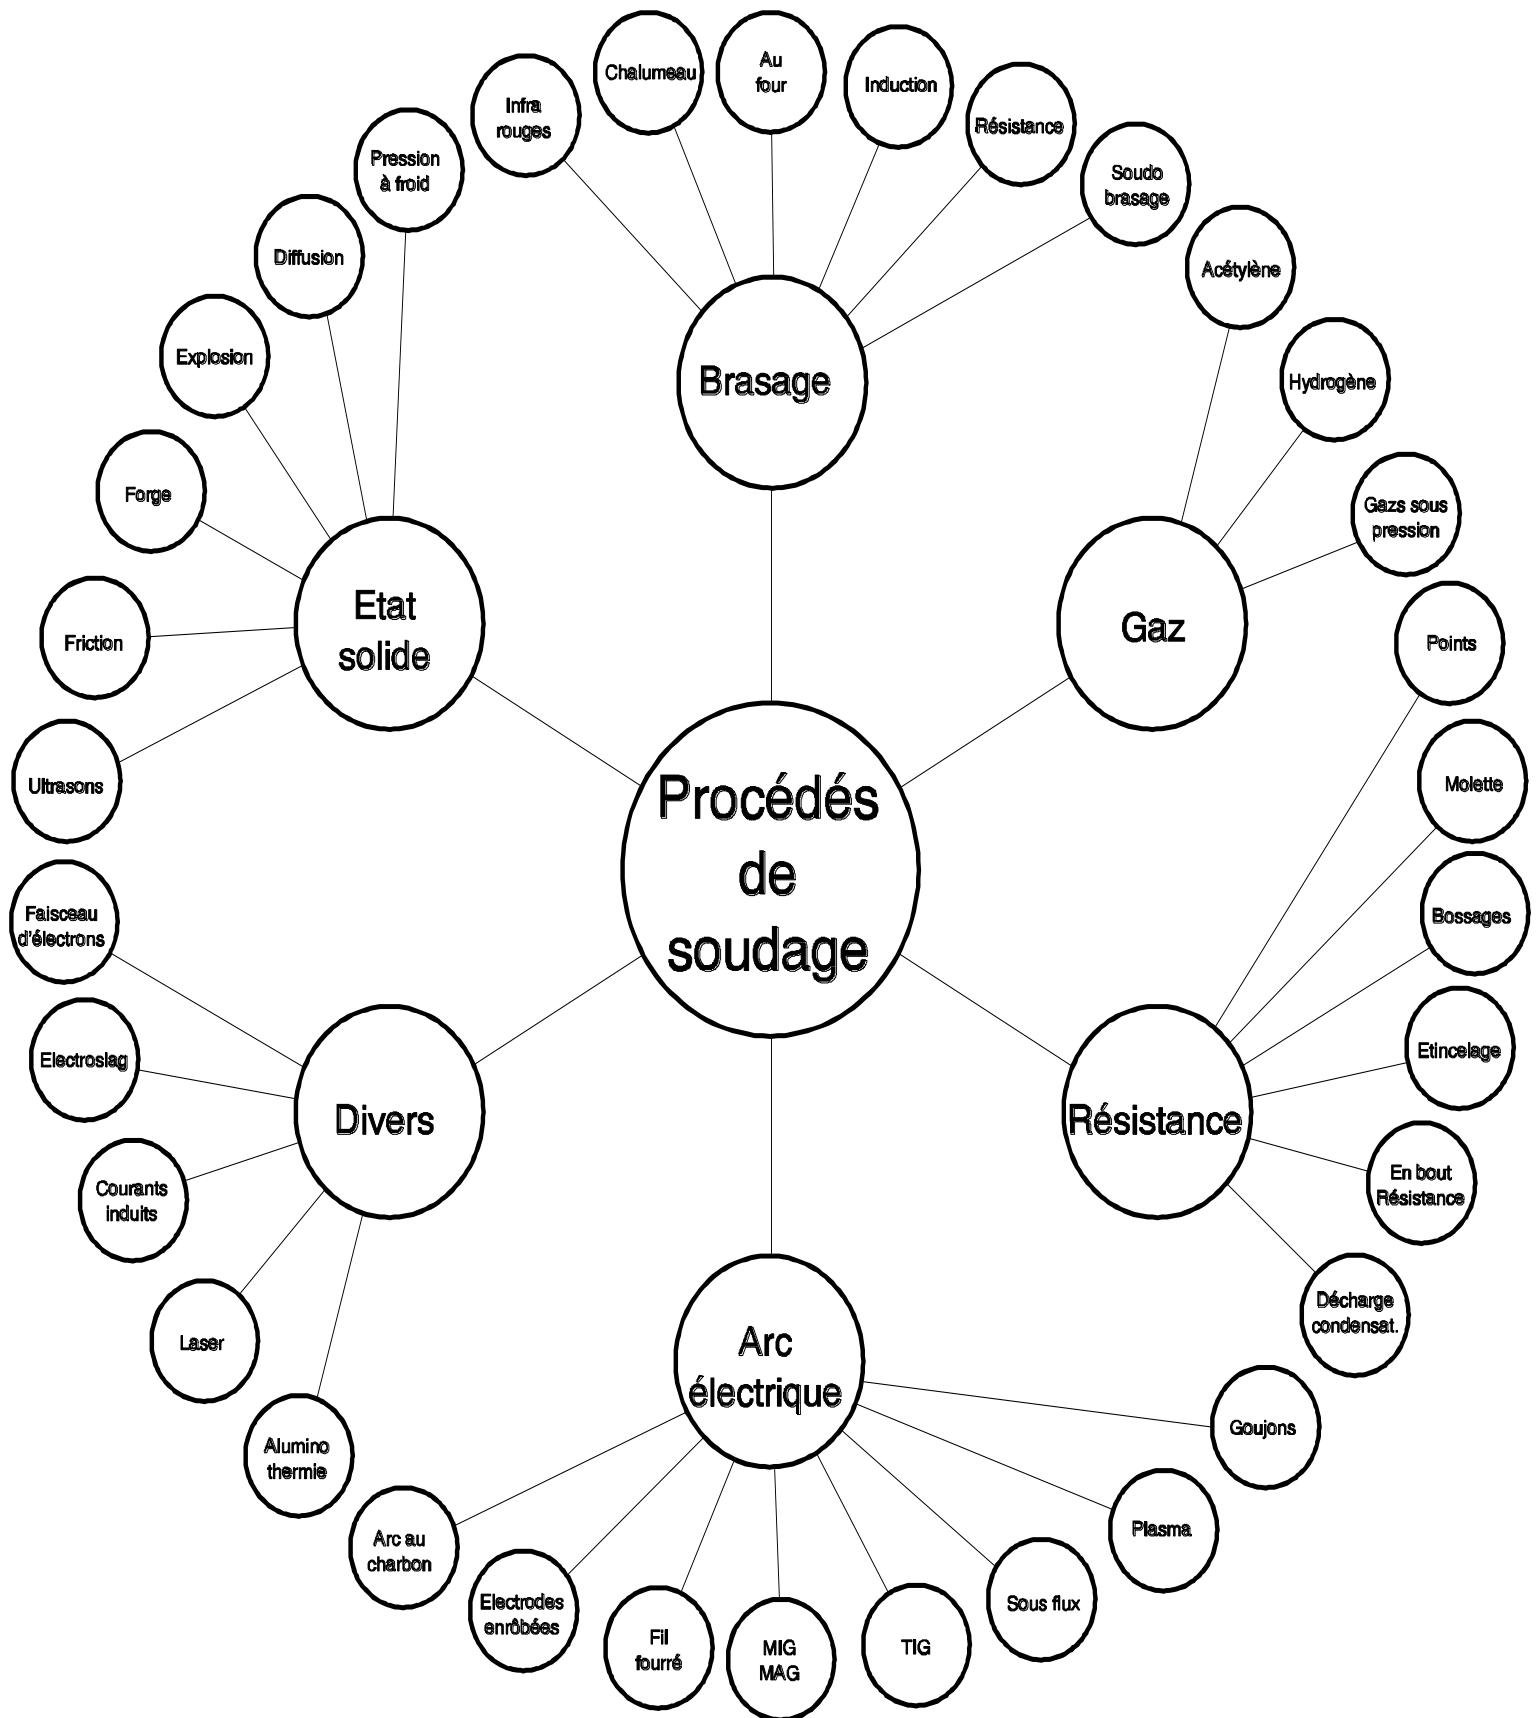 Chalumeau
Au
four
Induction
Infra
rouges
Résistance
Pression
à froid
Soudo
brasage
Diffusion
Acétylène
Explosion
Hydrogène
Brasage
Forge
Gazs sous
pression
Etat
solide
Gaz
Friction
Points
Ultrasons
Molette
Procédés
de
soudage
Faisceau
d'électrons
Bossages
Electroslag
Etincelage
Divers
Résistance
Courants
induits
En bout
Résistance
Laser
Décharge
condensat.
Arc
électrique
Goujons
Alumino
thermie
Arc au
charbon
Plasma
Electrodes
enrôbées
Sous flux
Fil
fourré
MIG
MAG
TIG